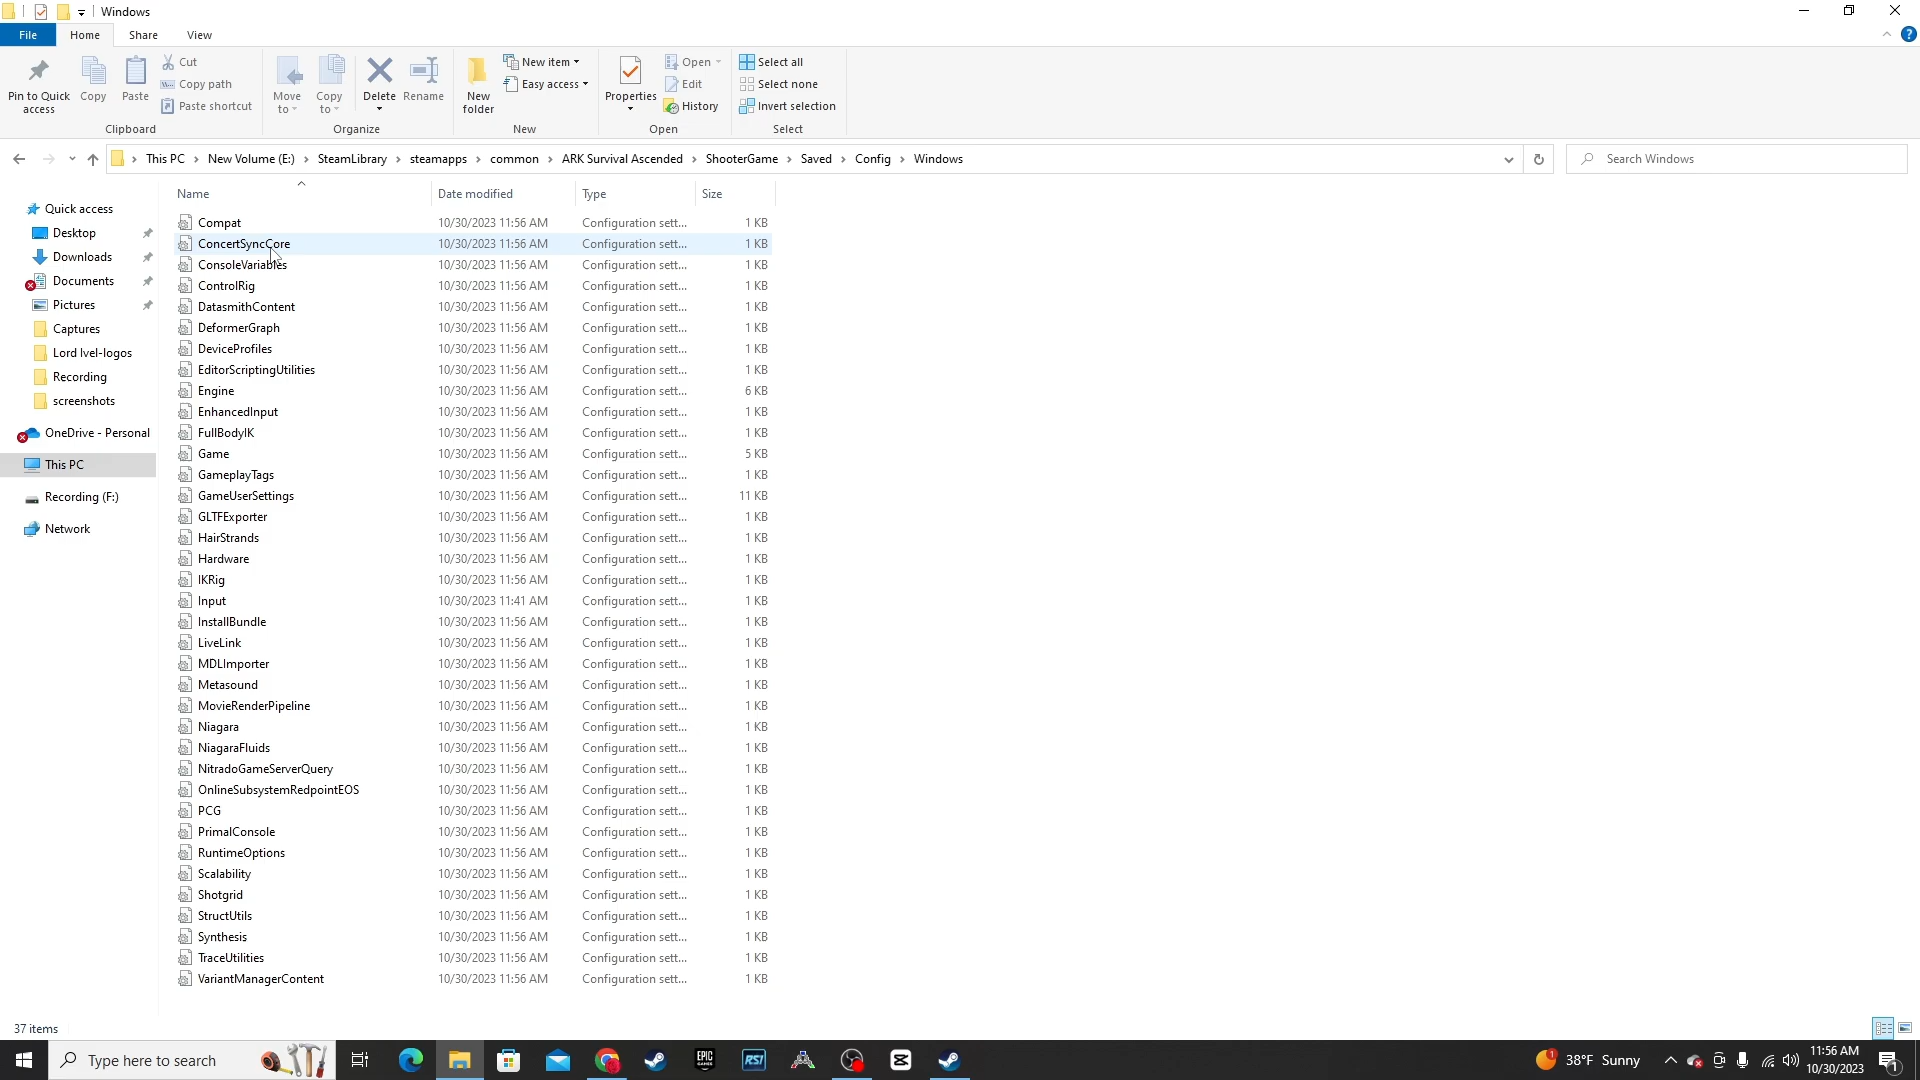 Windows
File Home Share View
Pin to Quick access
Copy
Paste
Cut
Copy path
Paste shortcut
Clipboard
Move to
Copy to
Delete
Rename
Organize
New folder
New item
Easy access
New
Properties
Open
Edit
History
Open
Select all
Select none
Invert selection
Select
This PC New Volume (E:) SteamLibrary steamapps common ARK Survival Ascended ShooterGame Saved Config Windows
Search Windows
Quick access
Desktop
Downloads
Documents
Pictures
Captures
Lord Ivel-logos
Recording
screenshots
OneDrive - Personal
This PC
Recording (F:)
Network
Name Date modified Type Size
Compat 10/30/2023 11:56 AM Configuration sett... 1 KB
ConcertSyncCore 10/30/2023 11:56 AM Configuration sett... 1 KB
ConsoleVariables 10/30/2023 11:56 AM Configuration sett... 1 KB
ControlRig 10/30/2023 11:56 AM Configuration sett... 1 KB
DatasmithContent 10/30/2023 11:56 AM Configuration sett... 1 KB
DeformerGraph 10/30/2023 11:56 AM Configuration sett... 1 KB
DeviceProfiles 10/30/2023 11:56 AM Configuration sett... 1 KB
EditorScriptingUtilities 10/30/2023 11:56 AM Configuration sett... 1 KB
Engine 10/30/2023 11:56 AM Configuration sett... 6 KB
EnhancedInput 10/30/2023 11:56 AM Configuration sett... 1 KB
FullBodyIK 10/30/2023 11:56 AM Configuration sett... 1 KB
Game 10/30/2023 11:56 AM Configuration sett... 5 KB
GameplayTags 10/30/2023 11:56 AM Configuration sett... 1 KB
GameUserSettings 10/30/2023 11:56 AM Configuration sett... 11 KB
GLTFExporter 10/30/2023 11:56 AM Configuration sett... 1 KB
HairStrands 10/30/2023 11:56 AM Configuration sett... 1 KB
Hardware 10/30/2023 11:56 AM Configuration sett... 1 KB
IKRig 10/30/2023 11:56 AM Configuration sett... 1 KB
Input 10/30/2023 11:41 AM Configuration sett... 1 KB
InstallBundle 10/30/2023 11:56 AM Configuration sett... 1 KB
LiveLink 10/30/2023 11:56 AM Configuration sett... 1 KB
MDLImporter 10/30/2023 11:56 AM Configuration sett... 1 KB
Metasound 10/30/2023 11:56 AM Configuration sett... 1 KB
MovieRenderPipeline 10/30/2023 11:56 AM Configuration sett... 1 KB
Niagara 10/30/2023 11:56 AM Configuration sett... 1 KB
NiagaraFluids 10/30/2023 11:56 AM Configuration sett... 1 KB
NitradoGameServerQuery 10/30/2023 11:56 AM Configuration sett... 1 KB
OnlineSubsystemRedpointEOS 10/30/2023 11:56 AM Configuration sett... 1 KB
PCG 10/30/2023 11:56 AM Configuration sett... 1 KB
PrimalConsole 10/30/2023 11:56 AM Configuration sett... 1 KB
RuntimeOptions 10/30/2023 11:56 AM Configuration sett... 1 KB
Scalability 10/30/2023 11:56 AM Configuration sett... 1 KB
Shotgrid 10/30/2023 11:56 AM Configuration sett... 1 KB
StructUtils 10/30/2023 11:56 AM Configuration sett... 1 KB
Synthesis 10/30/2023 11:56 AM Configuration sett... 1 KB
TraceUtilities 10/30/2023 11:56 AM Configuration sett... 1 KB
VariantManagerContent 10/30/2023 11:56 AM Configuration sett... 1 KB
37 items
Type here to search
EPIC GAMES
RSI
1
38°F Sunny
11:56 AM
10/30/2023
1